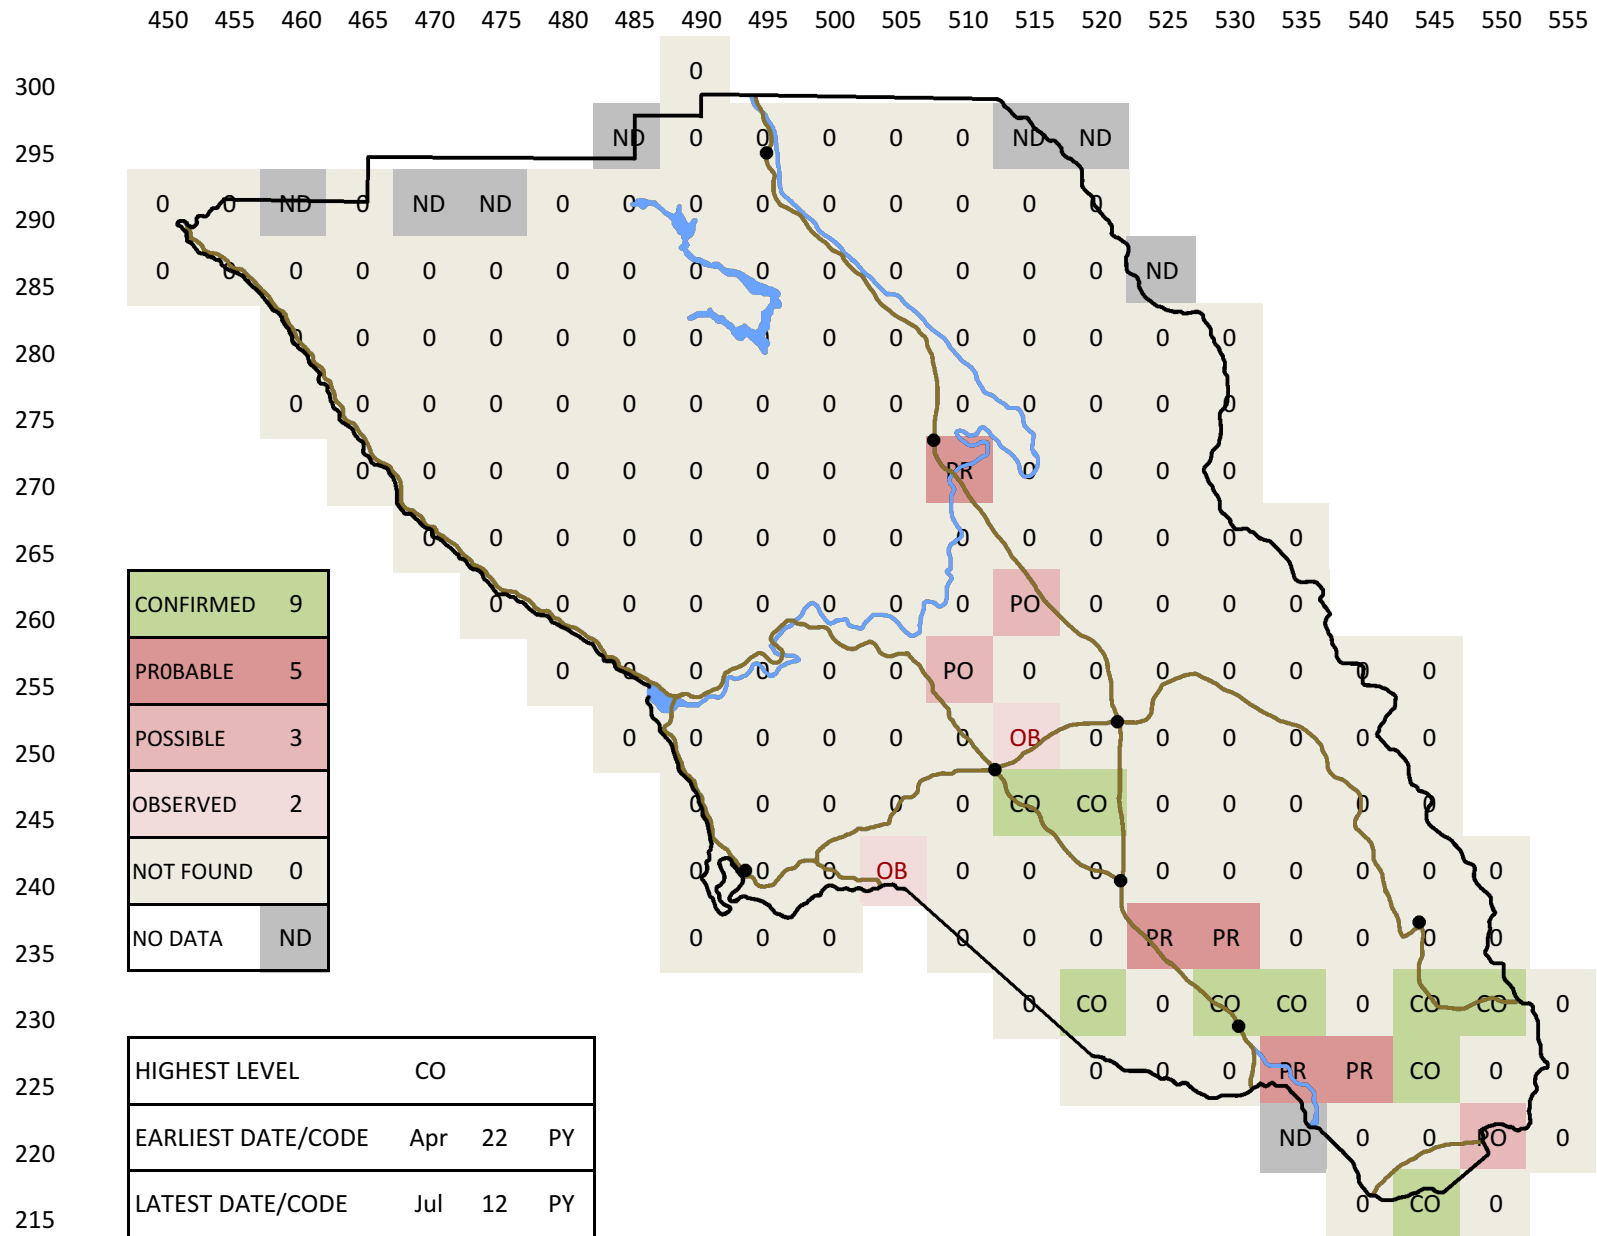 450 455 460 465 470 475 480 485 490 495 500 505 510 515 520 525 530 535 540 545 550 555
300 0
295 ND 0 0 0 0 0 ND ND
290 0 0 ND 0 ND ND 0 0 0 0 0 0 0 0 0
285 0 0 0 0 0 0 0 0 0 0 0 0 0 0 0 ND
280 0 0 0 0 0 0 0 0 0 0 0 0 0 0 0
275 0 0 0 0 0 0 0 0 0 0 0 0 0 0 0
270 0 0 0 0 0 0 0 0 0 PR 0 0 0 0
265 0 0 0 0 0 0 0 0 0 0 0 0 0 0
260 CONFIRMED 9 0 0 0 0 0 0 0 0 PO 0 0 0 0
255 PR0BABLE 5 0 0 0 0 0 0 PO 0 0 0 0 0 0 0
250 POSSIBLE 3 0 0 0 0 0 0 OB 0 0 0 0 0 0
245 OBSERVED 2 0 0 0 0 0 CO CO 0 0 0 0 0
240 NOT FOUND 0 0 0 0 OB 0 0 0 0 0 0 0 0 0
235 NO DATA ND 0 0 0 0 0 0 PR PR 0 0 0 0
230 0 CO 0 CO CO 0 CO CO 0
225 HIGHEST LEVEL CO 0 0 0 PR PR CO 0 0
220 EARLIEST DATE/CODE Apr 22 PY ND 0 0 PO 0
215 LATEST DATE/CODE Jul 12 PY 0 CO 0